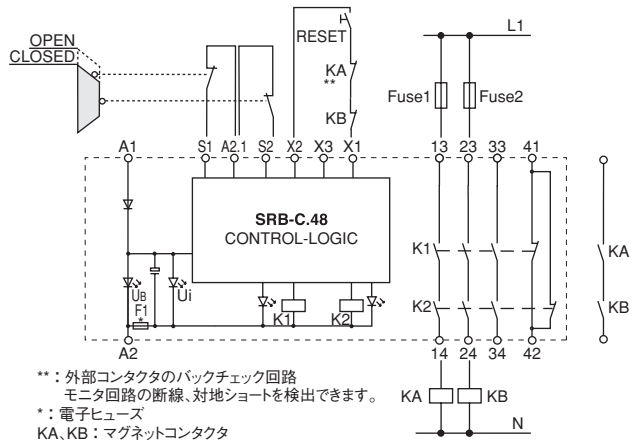 OPEN
CLOSED
RESET
KA
**
KB
L1
Fuse1
Fuse2
A1
S1
A2.1
S2
X2
X3
X1
13
23
33
41
SRB-C.48
CONTROL-LOGIC
K1
KA
UB
Ui
F1
*
K1
K2
K2
KB
A2
14
24
34
42
KA
KB
N
**：外部コンタクタのバックチェック回路
モニタ回路の断線、対地ショートを検出できます。
*：電子ヒューズ
KA、KB：マグネットコンタクタ